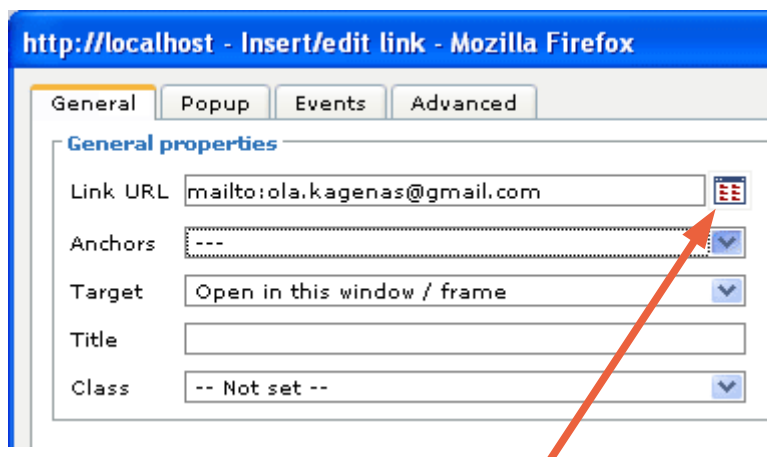 http://localhost - Insert/edit link - Mozilla Firefox
General Popup Events Advanced
General properties
Link URL mailto:ola.kagenas@gmail.com
Anchors ---
Target Open in this window / frame
Title
Class -- Not set --